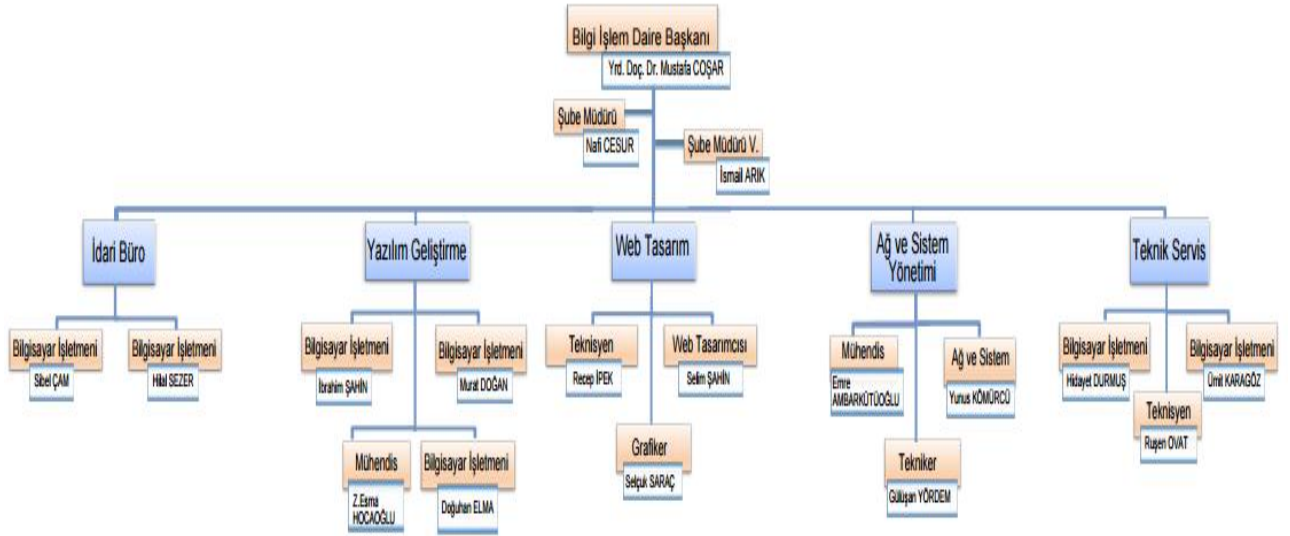 Bilgi İşlem Daire Başkanı
Yrd. Doç. Dr. Mustafa COŞAR
Şube Müdürü
Nafi CESUR
Şube Müdürü V.
İsmail ARIK
İdari Büro
Bilgisayar İşletmeni
Sibel ÇAM
Bilgisayar İşletmeni
Hilal SEZER
Yazılım Geliştirme
Bilgisayar İşletmeni
İbrahim ŞAHİN
Bilgisayar İşletmeni
Murat DOĞAN
Mühendis
Z.Esma
HOCAOĞLU
Bilgisayar İşletmeni
Doğuhan ELMA
Web Tasarım
Teknisyen
Recep İPEK
Web Tasarımcısı
Selim ŞAHİN
Grafiker
Selçuk SARAÇ
Ağ ve Sistem
Yönetimi
Mühendis
Emre
AMBARKÜTÜOĞLU
Ağ ve Sistem
Yunus KÖMÜRCÜ
Tekniker
Gülüşan YÖRDEM
Teknik Servis
Bilgisayar İşletmeni
Hidayet DURMUŞ
Bilgisayar İşletmeni
Ümit KARAGÖZ
Teknisyen
Ruşen OVAT